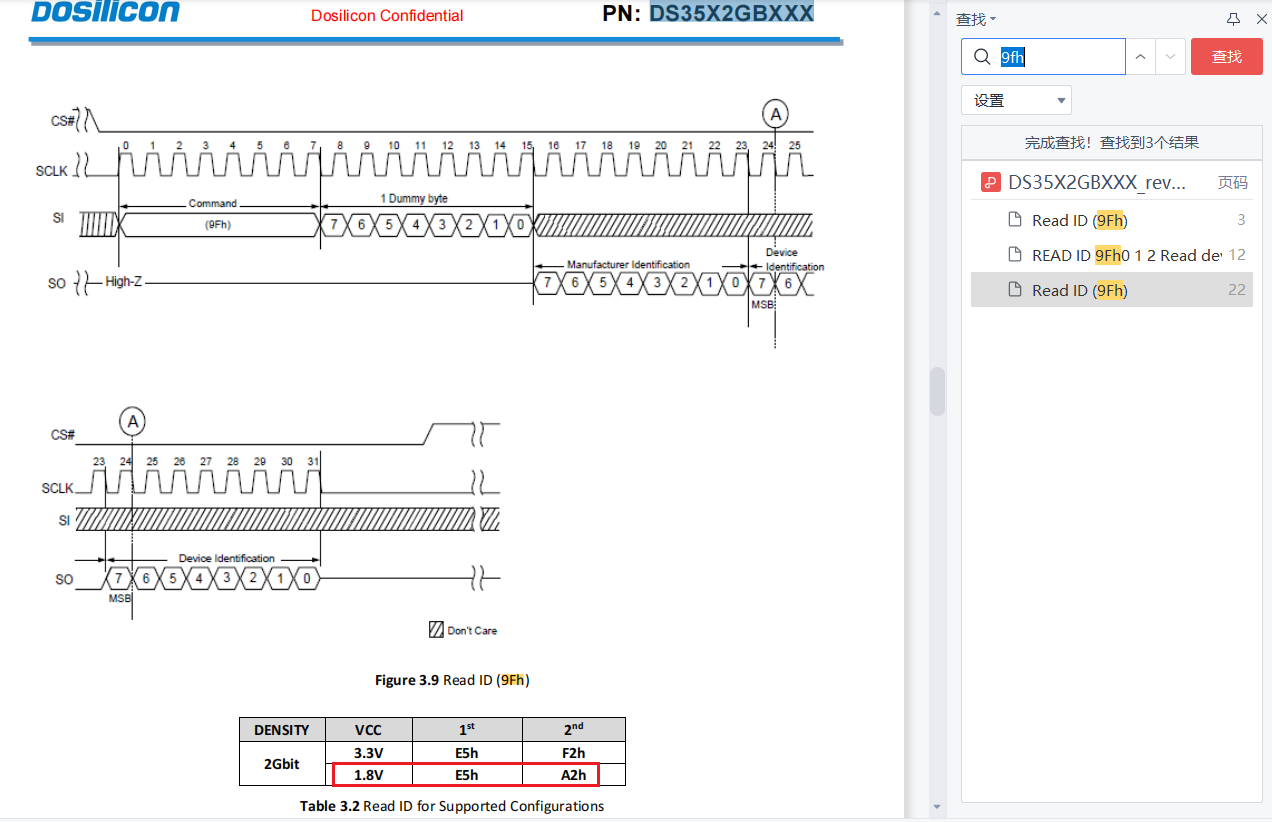 DOSILICON
Dosilicon Confidential
PN: DS35X2GBXXX
A
CS#
0 1 2 3 4 5 6 7 8 9 10 11 12 13 14 15 16 17 18 19 20 21 22 23 24 25
SCLK
Command
1 Dummy byte
SI
(9Fh)
7 6 5 4 3 2 1 0
Device
Manufacturer Identification
Identification
SO
High-Z
7 6 5 4 3 2 1 0 7 6
MSB
A
CS#
23 24 25 26 27 28 29 30 31
SCLK
SI
Device Identification
SO
7 6 5 4 3 2 1 0
MSB
Don't Care
Figure 3.9 Read ID (9Fh)
DENSITY VCC 1st 2nd
2Gbit
3.3V E5h F2h
1.8V E5h A2h
Table 3.2 Read ID for Supported Configurations
查找
9fh
查找
设置
完成查找！查找到3个结果
DS35X2GBXXX_rev... 页码
Read ID (9Fh) 3
READ ID 9Fh0 1 2 Read de 12
Read ID (9Fh) 22